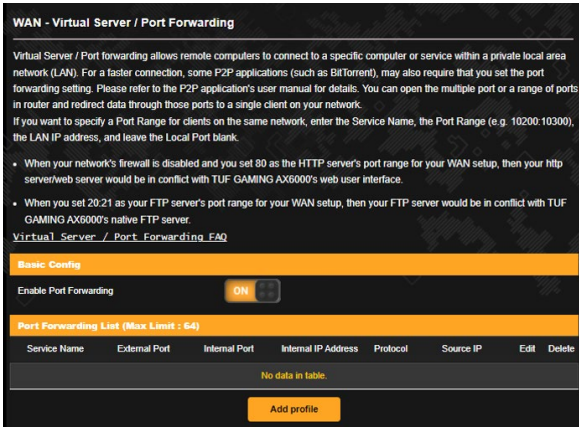 WAN - Virtual Server / Port Forwarding
Virtual Server / Port forwarding allows remote computers to connect to a specific computer or service within a private local area
network (LAN). For a faster connection, some P2P applications (such as BitTorrent), may also require that you set the port
forwarding setting. Please refer to the P2P application's user manual for details. You can open the multiple port or a range of ports
in router and redirect data through those ports to a single client on your network.
If you want to specify a Port Range for clients on the same network, enter the Service Name, the Port Range (e.g. 10200:10300),
the LAN IP address, and leave the Local Port blank.
• When your network's firewall is disabled and you set 80 as the HTTP server's port range for your WAN setup, then your http
server/web server would be in conflict with TUF GAMING AX6000's web user
interface.
• When you set 20:21 as your FTP server's port range for your WAN setup, then your FTP server would be in conflict with TUF
GAMING AX6000's native FTP server.
Virtual Server / Port Forwarding FAQ
Basic Config
Enable Port Forwarding ON
Port Forwarding List (Max Limit : 64)
Service Name External Port Internal Port Internal IP Address Protocol Source IP Edit Delete
No data in table.
Add profile